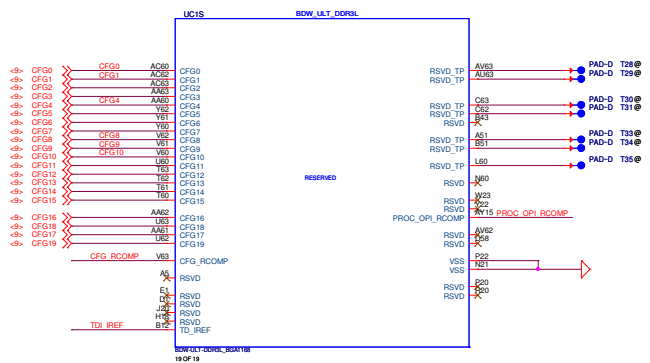 UC1S BDW_ULT_DDR3L
<9> CFG0 CFG0 AC60 CFG0 RSVD_TP AV63 PAD-D T28@
<9> CFG1 CFG1 AC62 CFG1 RSVD_TP AU63 PAD-D T29@
<9> CFG2 AC63 CFG2
<9> CFG3 AA63 CFG3
<9> CFG4 CFG4 AA60 CFG4 RSVD_TP C63 PAD-D T30@
<9> CFG5 Y62 CFG5 RSVD_TP C62 PAD-D T31@
<9> CFG6 Y61 CFG6 RSVD B43
<9> CFG7 Y60 CFG7
<9> CFG8 CFG8 V62 CFG8 RSVD_TP A51 PAD-D T33@
<9> CFG9 CFG9 V61 CFG9 RSVD_TP B51 PAD-D T34@
<9> CFG10 CFG10 V60 CFG10
<9> CFG11 U60 CFG11 RSVD_TP L60 PAD-D T35@
<9> CFG12 T63 CFG12
<9> CFG13 T62 CFG13 RESERVED RSVD N60
<9> CFG14 T61 CFG14
<9> CFG15 T60 CFG15 RSVD W23
RSVD Y22
<9> CFG16 AA62 CFG16 PROC_OPI_RCOMP AY15 PROC_OPI_RCOMP
<9> CFG18 U63 CFG18
<9> CFG17 AA61 CFG17 RSVD AV62
<9> CFG19 U62 CFG19 RSVD D58
CFG_RCOMP V63 CFG_RCOMP VSS P22
VSS N21
A5 RSVD
RSVD P20
E1 RSVD RSVD R20
D1 RSVD
J20 RSVD
H18 RSVD
TDI_IREF B12 TD_IREF
BDW-ULT-DDR3L_BGA1168
19 OF 19